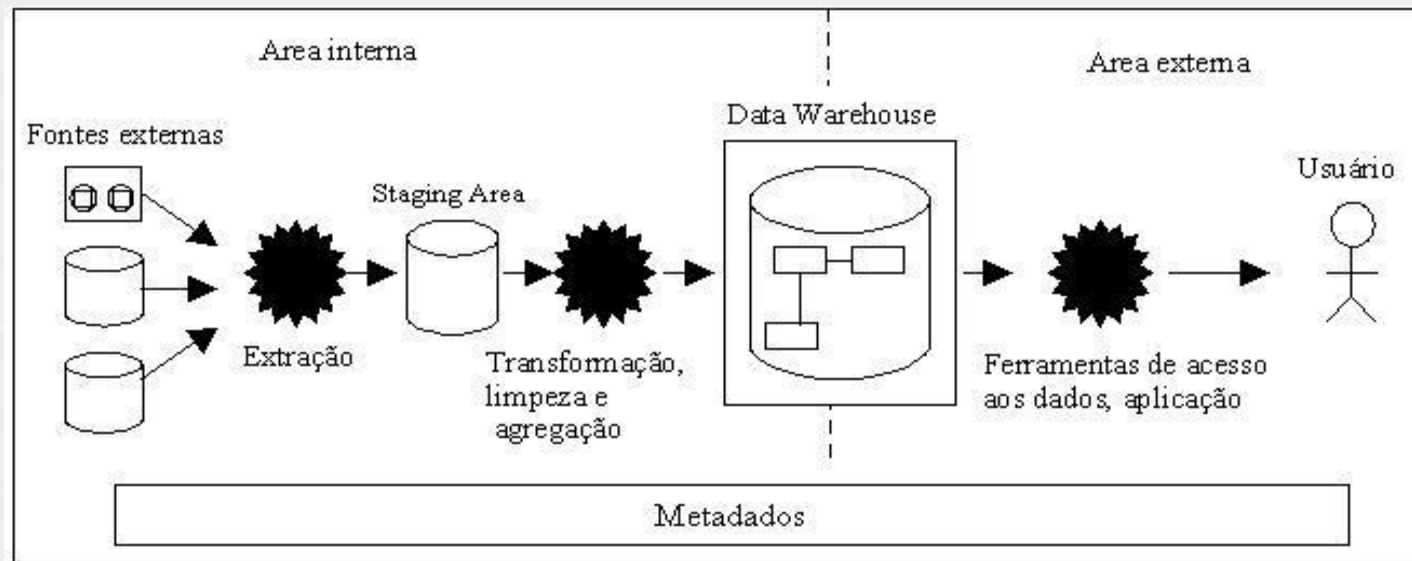 Area interna
Area externa
Data Warehouse
Fontes externas
Usuário
Staging Area
Extração
Transformação,
limpeza e
agregação
Ferramentas de acesso
aos dados, aplicação
Metadados